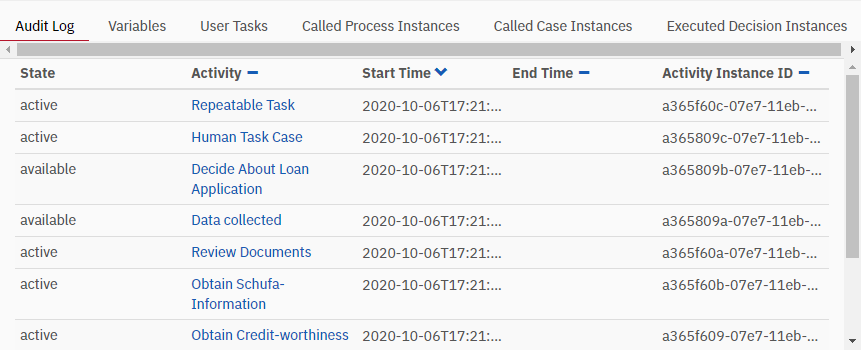 Audit Log Variables User Tasks Called Process Instances Called Case Instances Executed Decision Instances
State Activity Start Time End Time Activity Instance ID
active Repeatable Task 2020-10-06T17:21:... a365f60c-07e7-11eb-...
active Human Task Case 2020-10-06T17:21:... a365809c-07e7-11eb-...
available Decide About Loan 2020-10-06T17:21:... a365809b-07e7-11eb-...
Application
available Data collected 2020-10-06T17:21:... a365809a-07e7-11eb-...
active Review Documents 2020-10-06T17:21:... a365f60a-07e7-11eb-...
active Obtain Schufa- 2020-10-06T17:21:... a365f60b-07e7-11eb-...
Information
active Obtain Credit-worthiness 2020-10-06T17:21:... a365f609-07e7-11eb-...